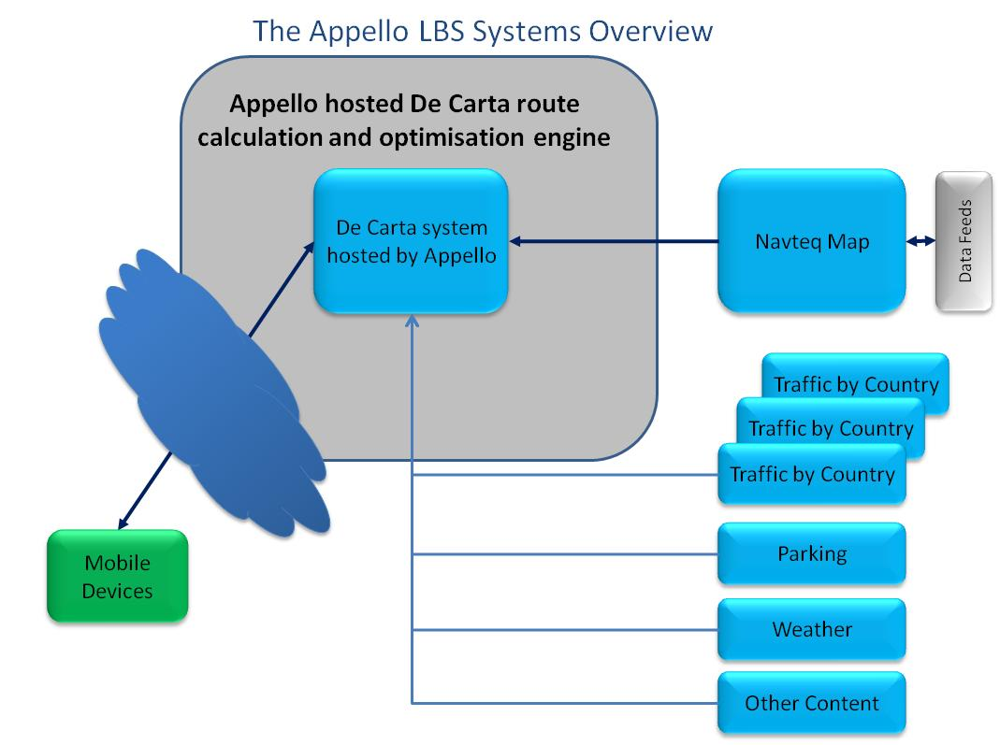 The Appello LBS Systems Overview
Appello hosted De Carta route
calculation and optimisation engine
De Carta system
hosted by Appello
Navteq Map
Data Feeds
Traffic by Country
Traffic by Country
Traffic by Country
Parking
Weather
Other Content
Mobile
Devices